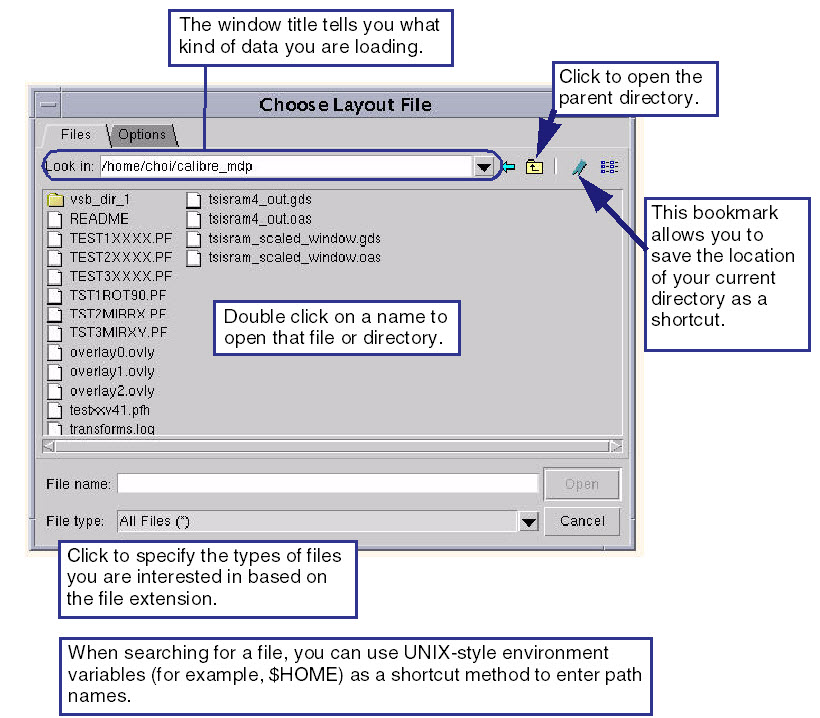 The window title tells you what
kind of data you are loading.
Click to open the
parent directory.
Choose Layout File
Files
Options
Look in: /home/choi/calibre_mdp
vsb_dir_1
README
TEST1XXXX.PF
TEST2XXXX.PF
TEST3XXXX.PF
TST1ROT90.PF
TST2MIRRX.PF
TST3MIRXY.PF
overlay0.ovly
overlay1.ovly
overlay2.ovly
testxxv41.pfh
transforms.log
tsisram4_out.gds
tsisram4_out.oas
tsisram_scaled_window.gds
tsisram_scaled_window.oas
This bookmark
allows you to
save the location
of your current
directory as a
shortcut.
Double click on a name to
open that file or directory.
File name:
Open
File type: All Files (*)
Cancel
Click to specify the types of files
you are interested in based on
the file extension.
When searching for a file, you can use UNIX-style environment
variables (for example, $HOME) as a shortcut method to enter path
names.